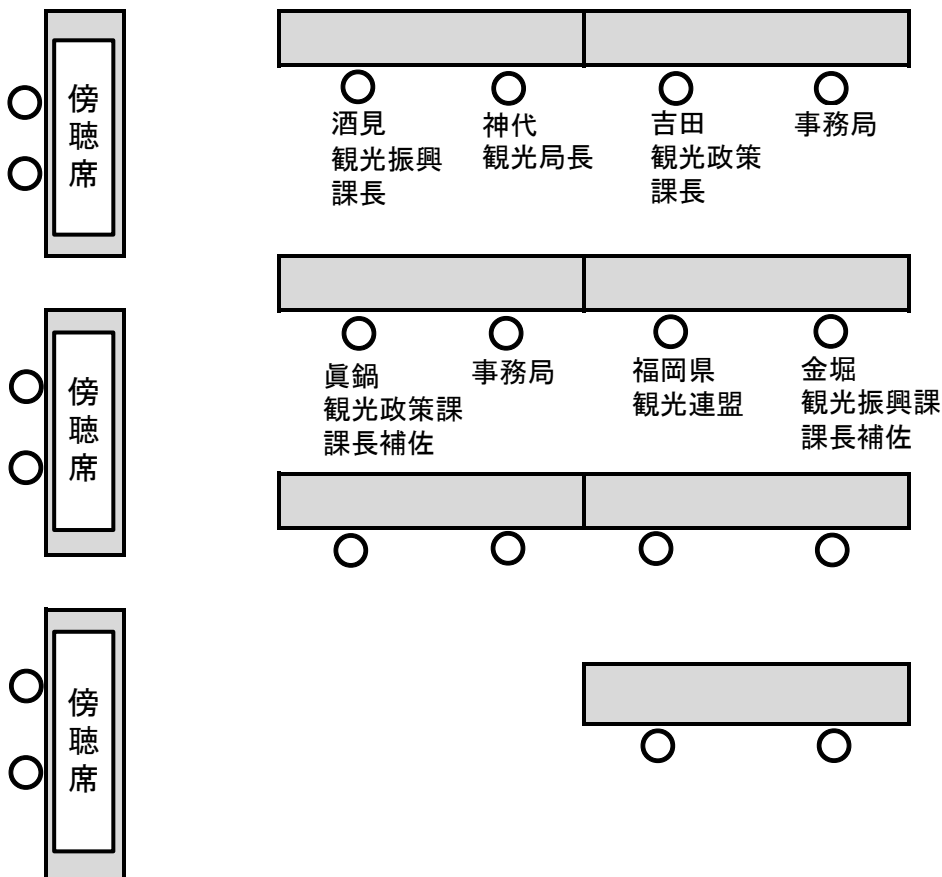 傍聴席
酒見
観光振興
課長
神代
観光局長
吉田
観光政策
課長
事務局
傍聴席
眞鍋
観光政策課
課長補佐
事務局
福岡県
観光連盟
金堀
観光振興課
課長補佐
傍聴席